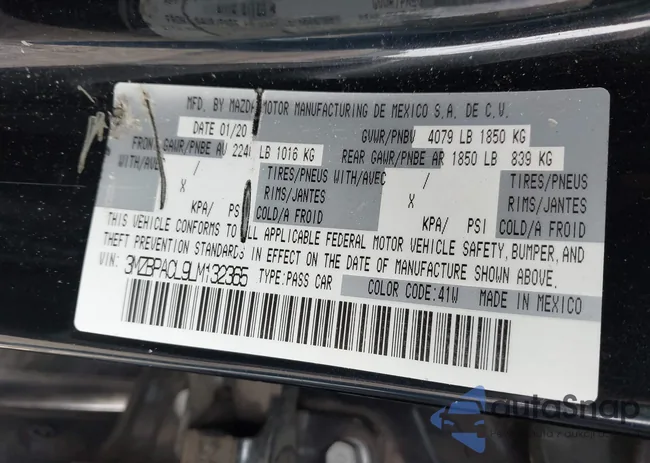 MFD. BY MAZDA MOTOR MANUFACTURING DE MEXICO S.A. DE C.V.
DATE 01/20 GVWR/PNBV 4079 LB 1850 KG
FRONT GAWR/PNBE AV 2240 LB 1016 KG REAR GAWR/PNBE AR 1850 LB 839 KG
WITH/AVEC / TIRES/PNEUS WITH/AVEC / TIRES/PNEUS
X RIMS/JANTES X RIMS/JANTES
KPA/ PSI COLD/A FROID KPA/ PSI COLD/A FROID
THIS VEHICLE CONFORMS TO ALL APPLICABLE FEDERAL MOTOR VEHICLE SAFETY, BUMPER, AND
THEFT PREVENTION STANDARDS IN EFFECT ON THE DATE OF MANUFACTURE SHOWN ABOVE.
VIN: 3MZBPACL9LM132365 TYPE:PASS CAR COLOR CODE:41W MADE IN MEXICO
autoSnap